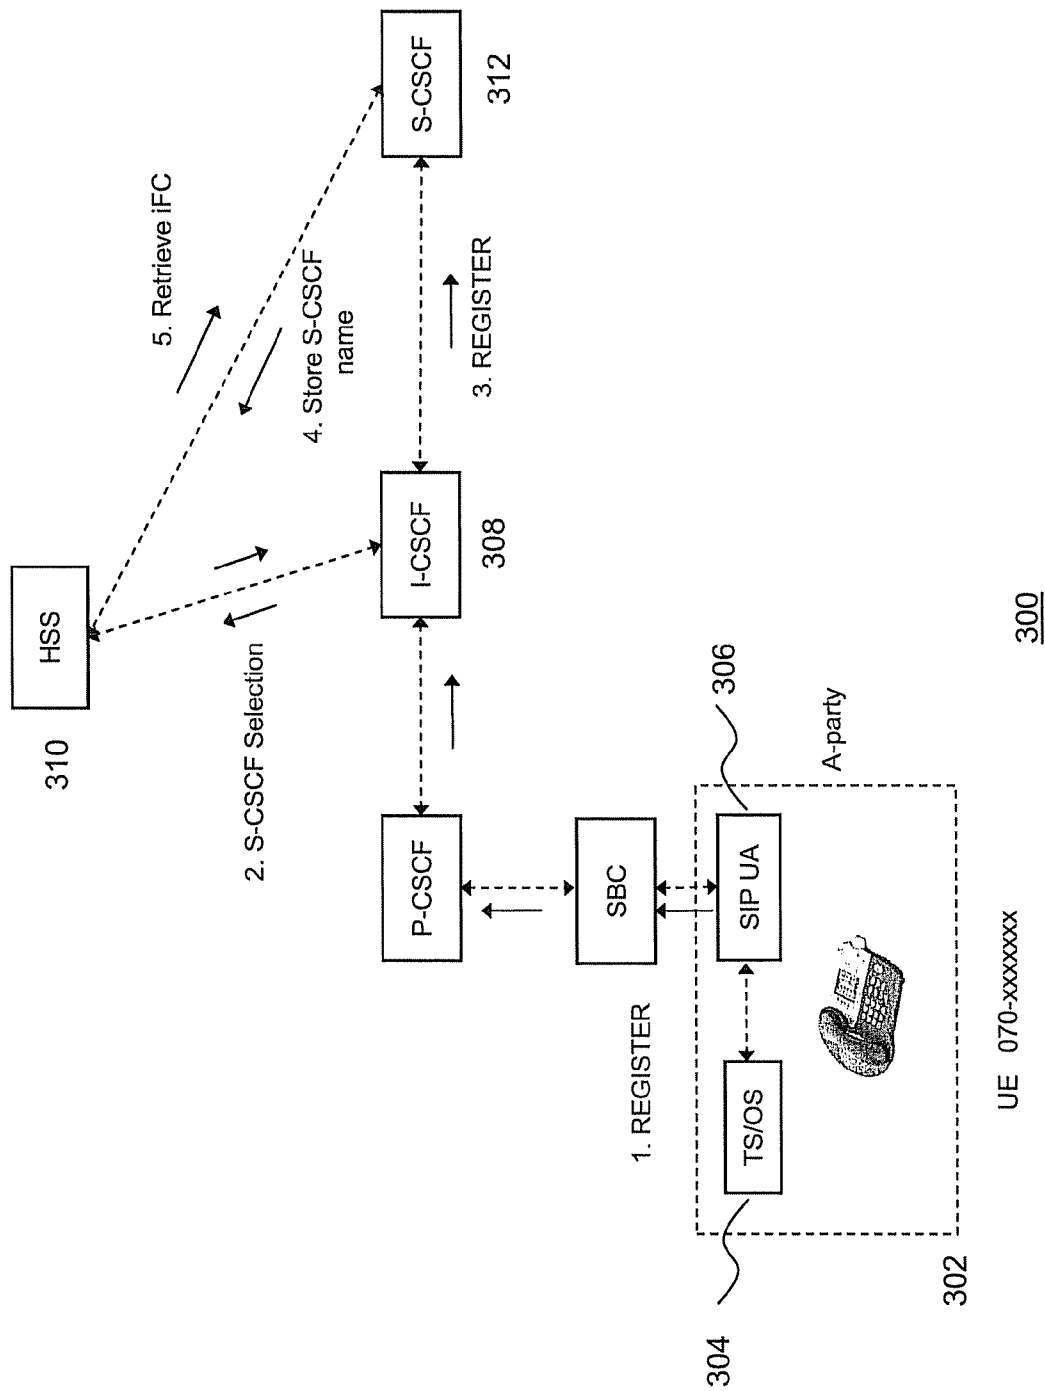 310
HSS
5. Retrieve iFC
2. S-CSCF Selection
4. Store S-CSCF
name
P-CSCF
I-CSCF
308
S-CSCF
312
3. REGISTER
1. REGISTER
SBC
304
TS/OS
SIP UA
306
A-party
302
UE 070-xxxxxxx
300